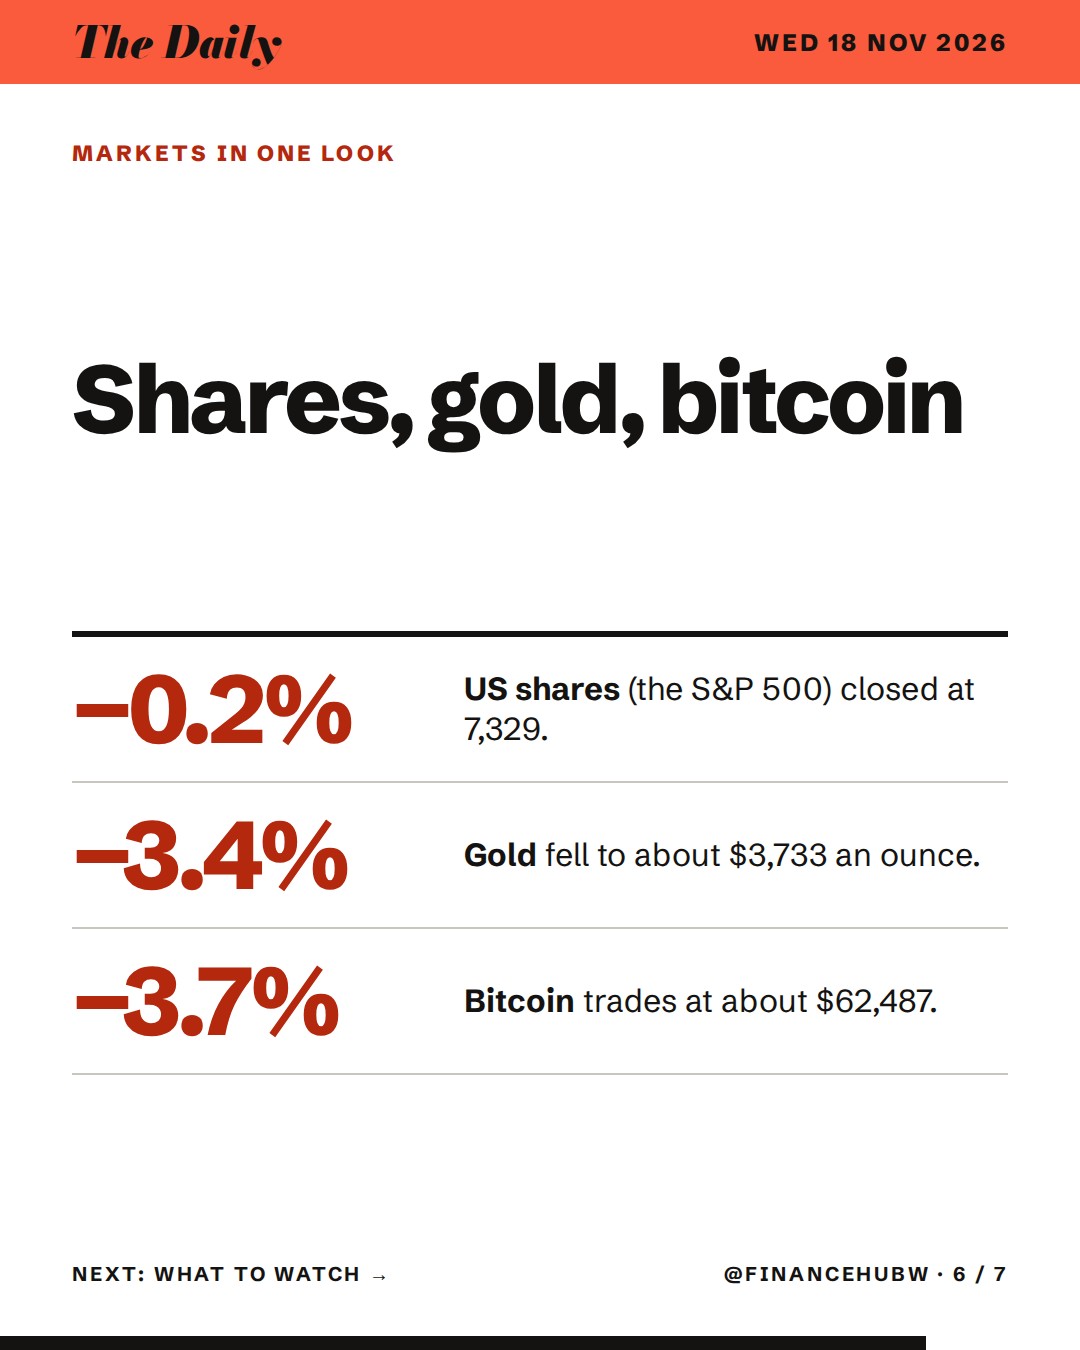 The Daily
WED 18 NOV 2026
MARKETS IN ONE LOOK
Shares, gold, bitcoin
–0.2%
US shares (the S&P 500) closed at
7,329.
–3.4%
Gold fell to about $3,733 an ounce.
–3.7%
Bitcoin trades at about $62,487.
NEXT: WHAT TO WATCH →
@FINANCEHUBW · 6 / 7